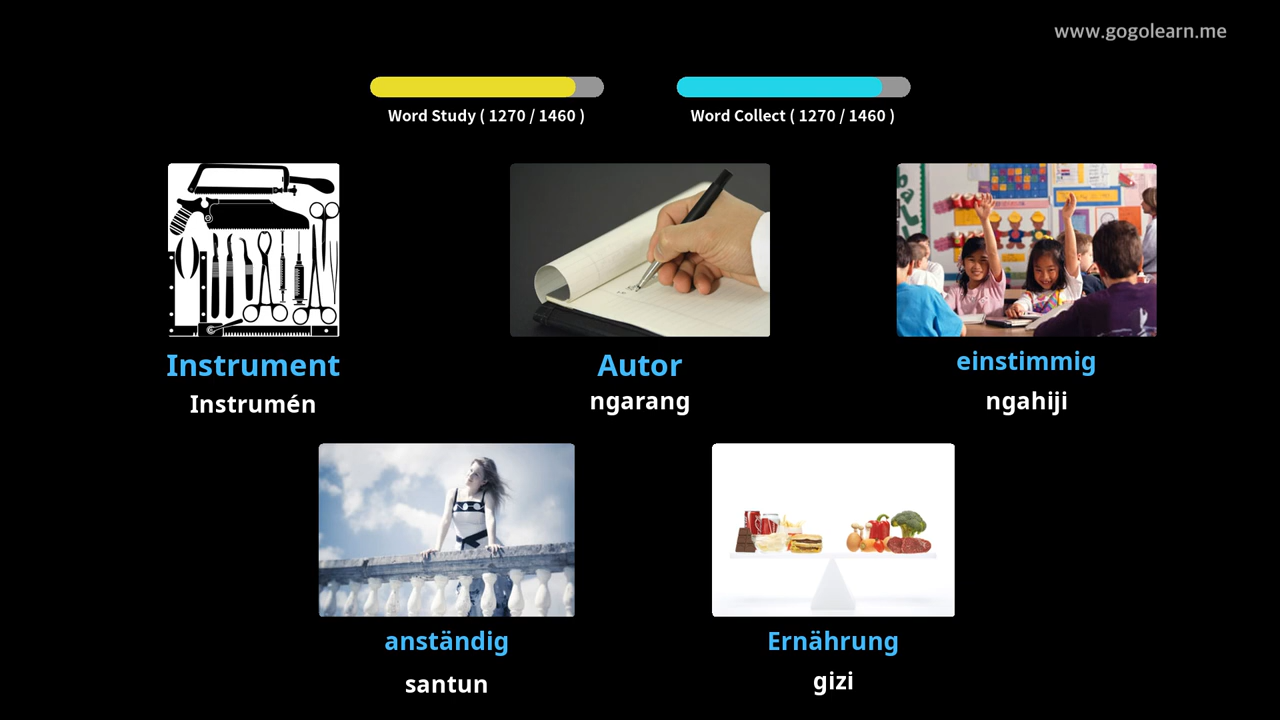 www.gogolearn.me
Word Study ( 1270 / 1460 )
Word Collect ( 1270 / 1460 )
Instrument
Instrumén
Autor
ngarang
einstimmig
ngahiji
anständig
santun
Ernährung
gizi